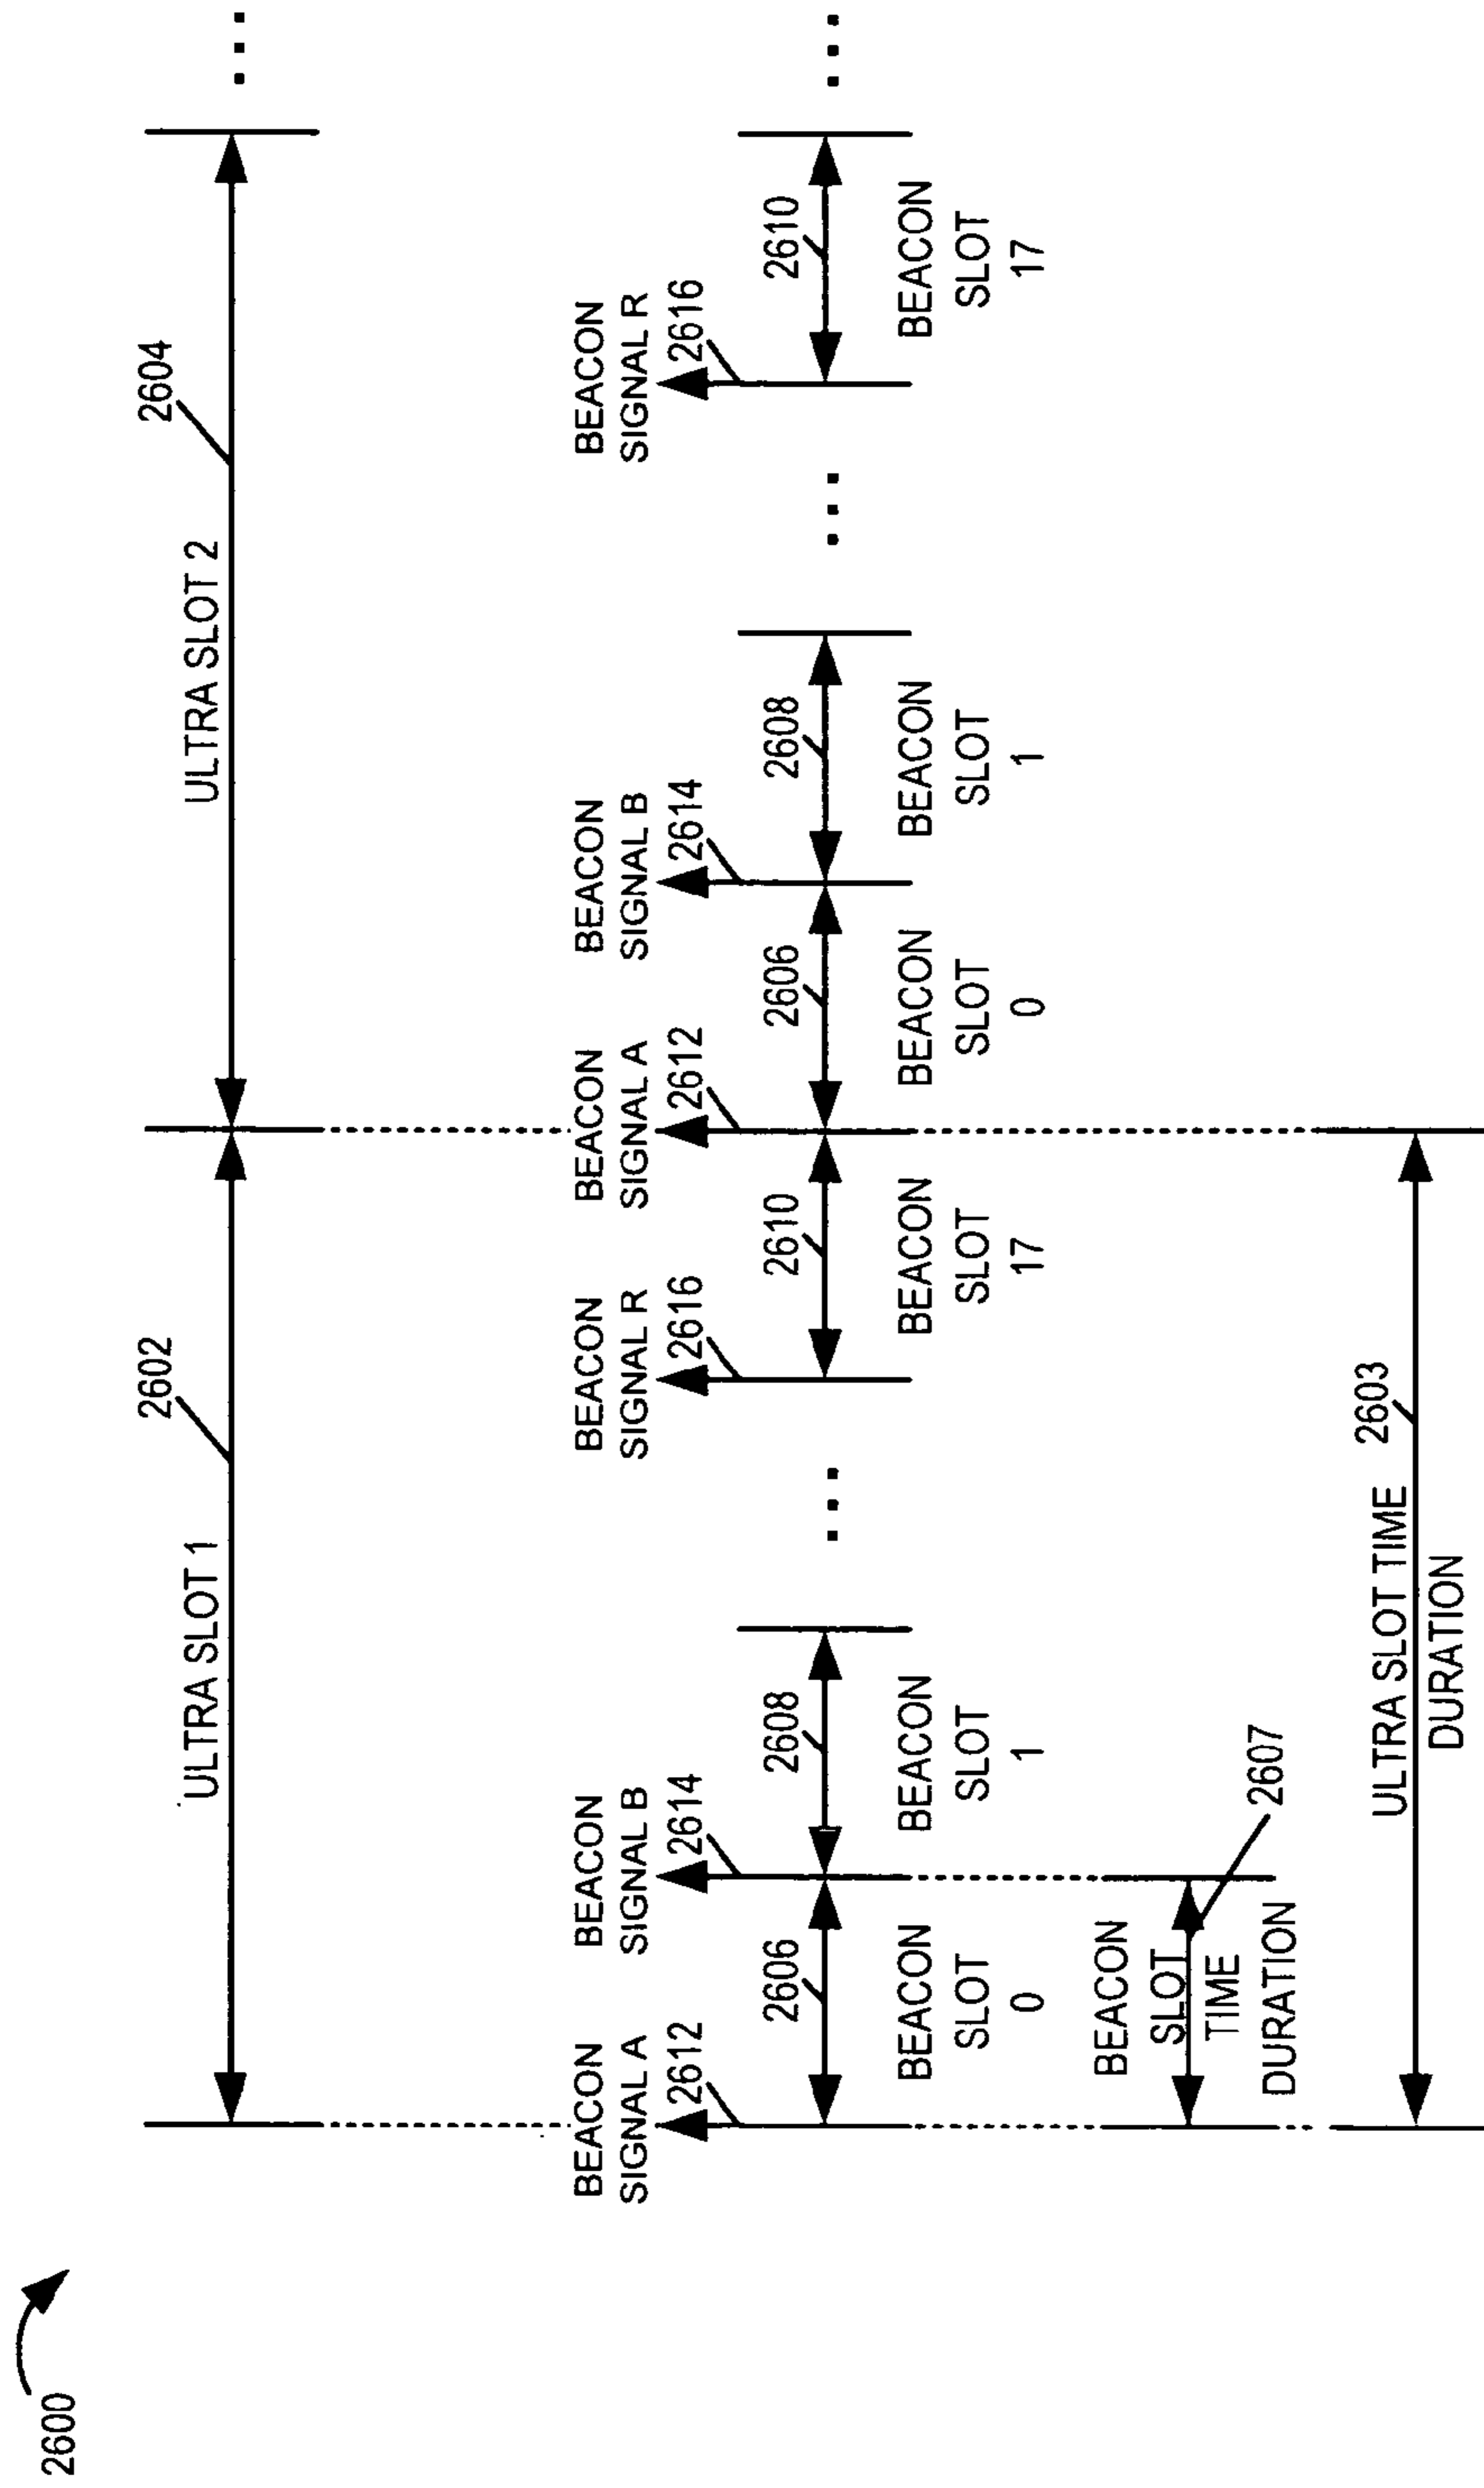 2600
2602
2604
ULTRA SLOT 1
ULTRA SLOT 2
...
BEACON
SIGNAL A
2612
BEACON
SIGNAL B
2614
BEACON
SIGNAL R
2616
BEACON
SIGNAL A
2612
BEACON
SIGNAL B
2614
BEACON
SIGNAL R
2616
2606
2608
...
2610
2606
2608
...
2610
...
BEACON
SLOT
0
BEACON
SLOT
1
BEACON
SLOT
17
BEACON
SLOT
0
BEACON
SLOT
1
BEACON
SLOT
17
BEACON
SLOT
TIME
DURATION
2607
ULTRA SLOT TIME
DURATION
2603